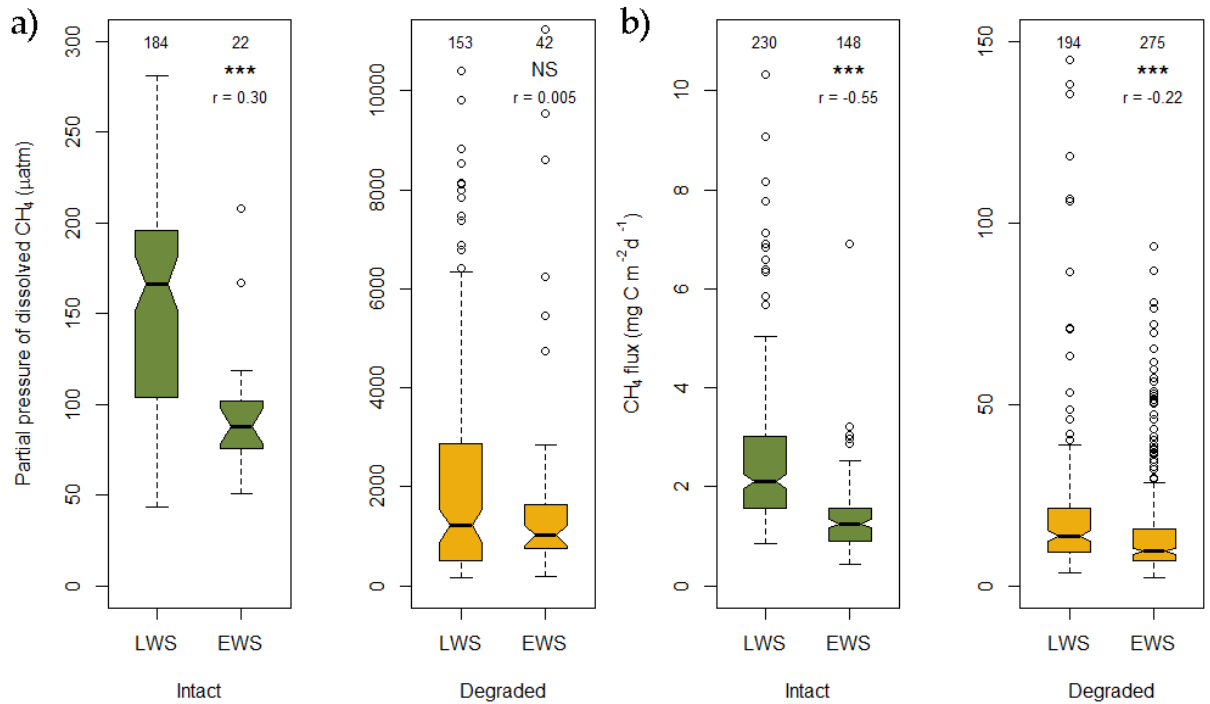 a)
Partial pressure of dissolved CH₄ (µatm)
300
250
200
150
100
50
0
184
22
***
r = 0.30
LWS
EWS
Intact
10000
8000
6000
4000
2000
0
153
42
NS
r = 0.005
LWS
EWS
Degraded
b)
CH₄ flux (mg C m⁻²d⁻¹)
10
8
6
4
2
0
230
148
***
r = -0.55
LWS
EWS
Intact
150
100
50
0
194
275
***
r = -0.22
LWS
EWS
Degraded